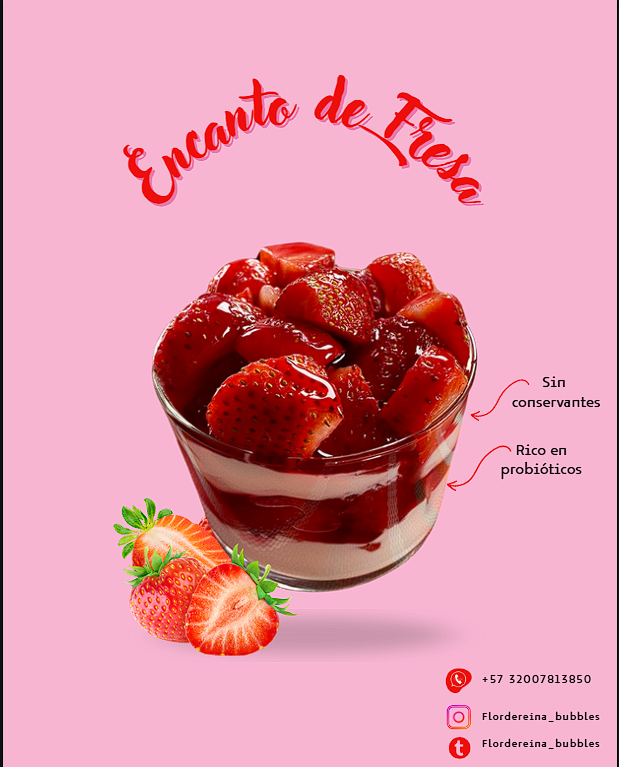 Encanto de Fresa
Sin
conservantes
Rico en
probióticos
+57 32007813850
Flordereina_bubbles
Flordereina_bubbles